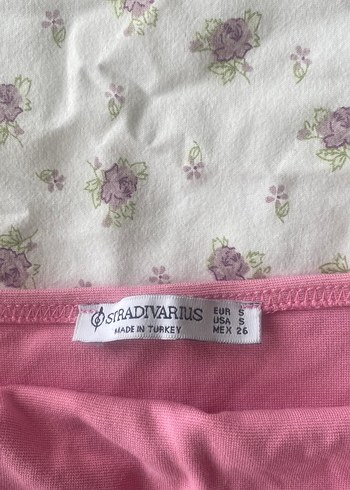 STRADIVARIUS
MADE IN TURKEY
EUR S
USA S
MEX 26